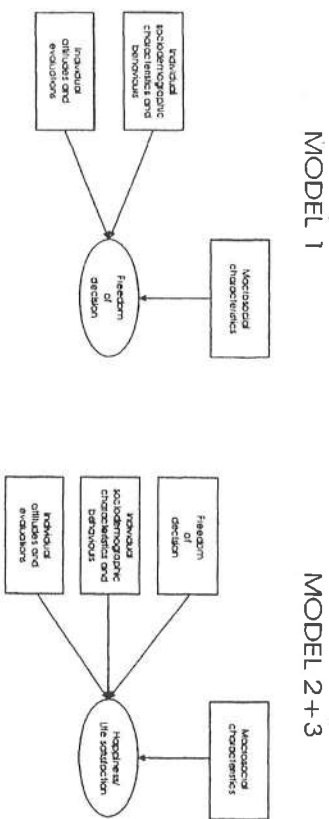 MODEL 1
Individual
sociodemographic
characteristics and
behaviours
Individual
attitudes and
evaluations
Macrosocial
characteristics
Freedom
of
decision
MODEL 2+3
Freedom
of
decision
Individual
sociodemographic
characteristics and
behaviours
Individual
attitudes and
evaluations
Macrosocial
characteristics
Happiness/
Life satisfaction